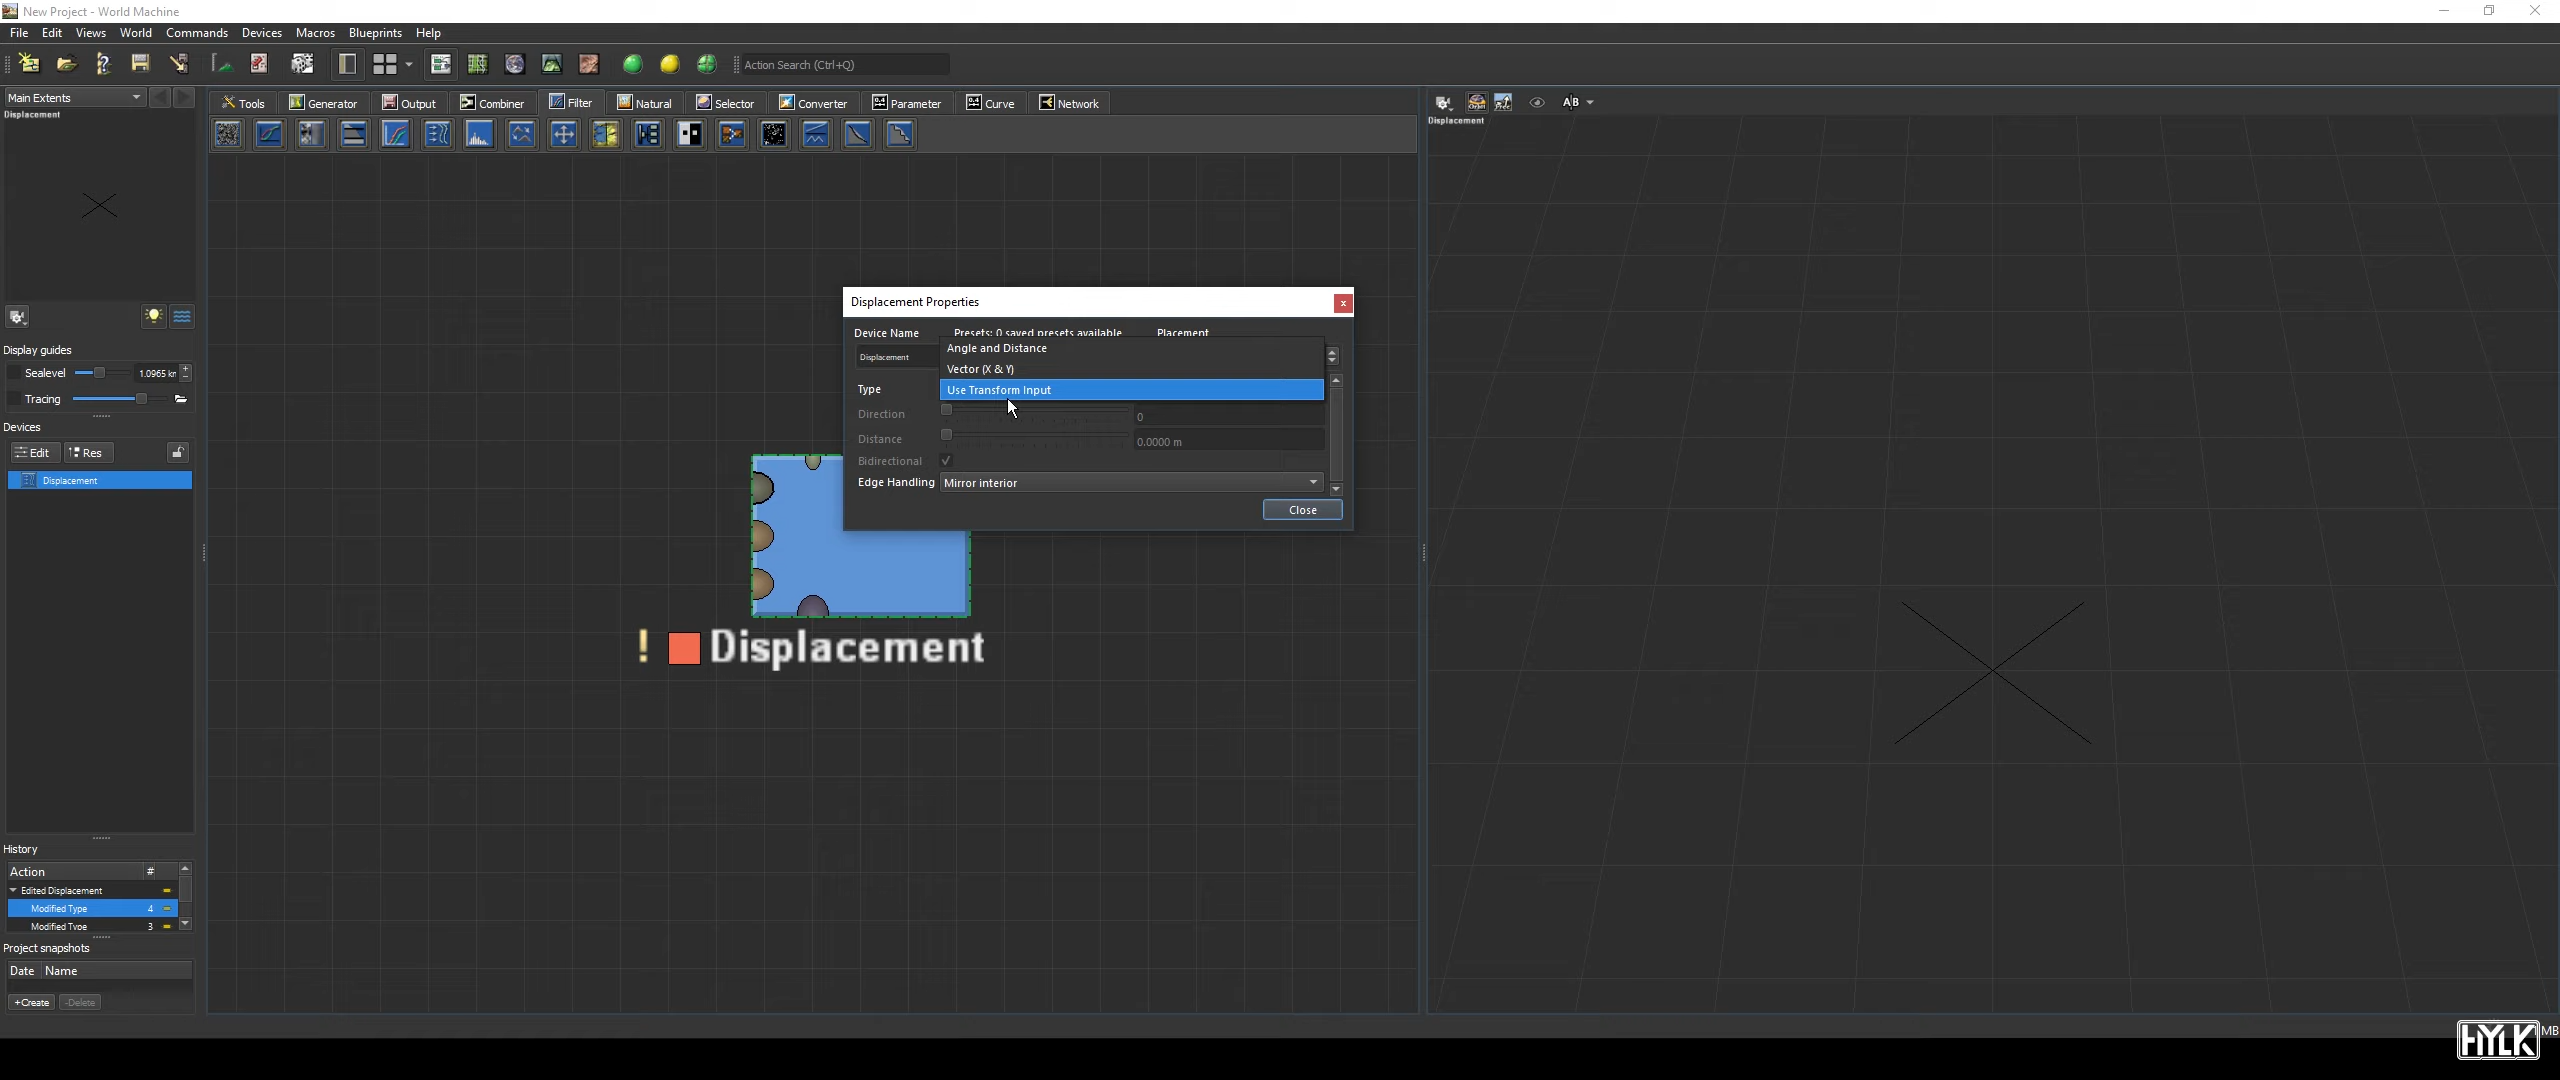 New Project - World Machine
File Edit Views World Commands Devices Macros Blueprints Help
Action Search (Ctrl+Q)
Main Extents
Tools Generator Output Combiner Filter Natural Selector Converter Parameter Curve Network
Displacement
AB
Displacement
Display guides
Sealevel 1.0965 kr
Tracing
Devices
Edit Res
Displacement
Displacement Properties
x
Device Name Presets: 0 saved presets available Placement
Displacement
Angle and Distance
Vector (X & Y)
Type Use Transform Input
Direction 0
Distance 0.0000 m
Bidirectional
Edge Handling Mirror interior
Close
! Displacement
History
Action #
Edited Displacement
Modified Type 4
Modified Type 3
Project snapshots
Date Name
+Create -Delete
HYLK MB